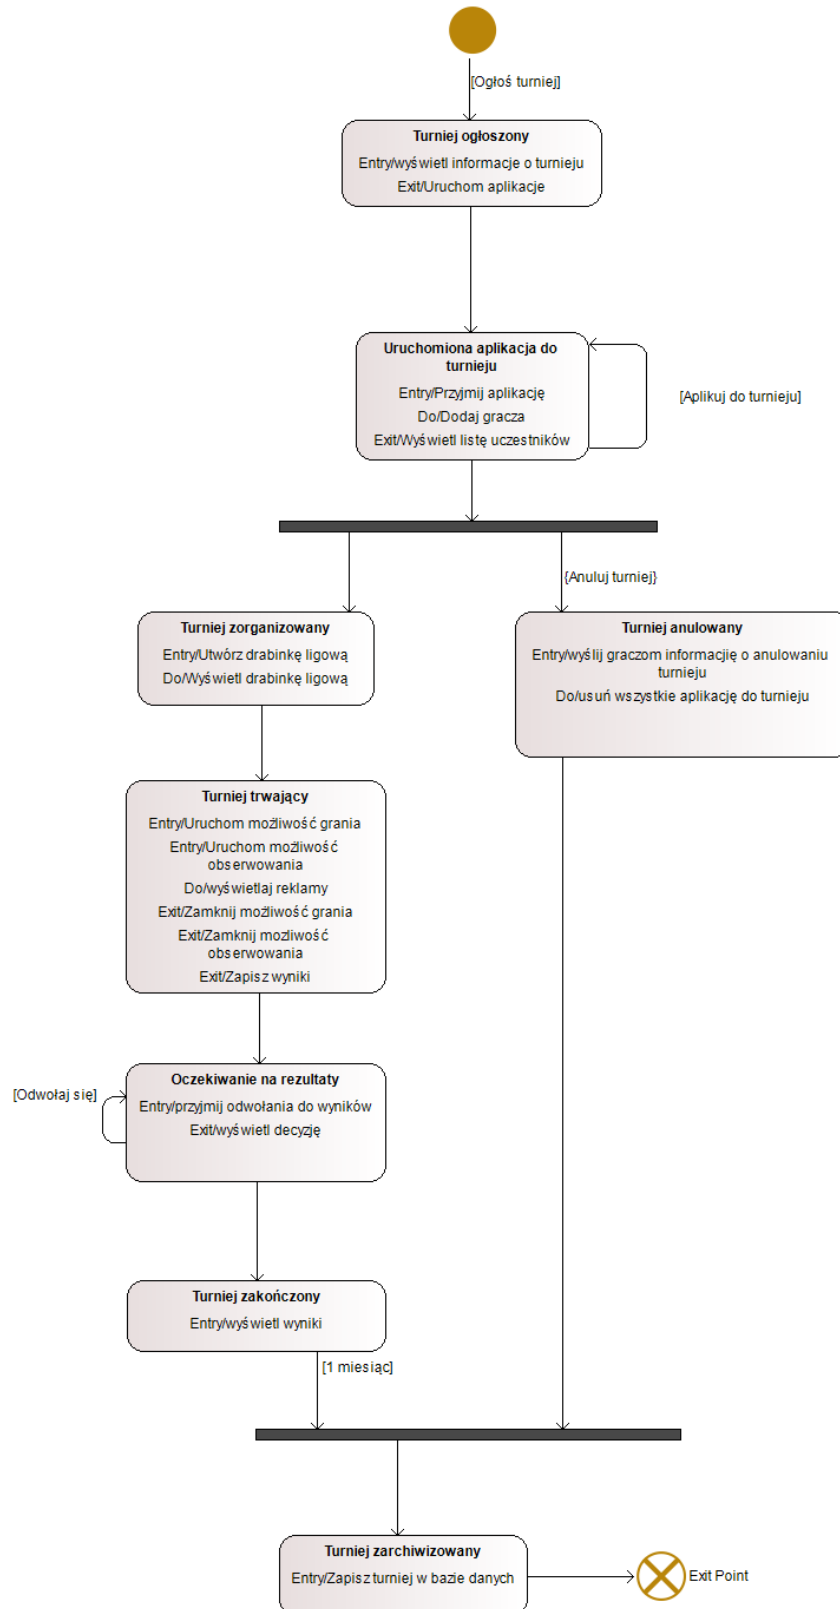 [Ogłoś turniej]
Turniej ogłoszony
Entry/wyświetl informacje o turnieju
Exit/Uruchom aplikacje
Uruchomiona aplikacja do
turnieju
Entry/Przyjmij aplikację
Do/Dodaj gracza
Exit/Wyświetl listę uczestników
[Aplikuj do turnieju]
{Anuluj turniej}
Turniej zorganizowany
Entry/Utwórz drabinkę ligową
Do/Wyświetl drabinkę ligową
Turniej anulowany
Entry/wyślij graczom informacjię o anulowaniu
turnieju
Do/usuń wszystkie aplikację do turnieju
Turniej trwający
Entry/Uruchom możliwość grania
Entry/Uruchom możliwość
obserwowania
Do/wyświetlaj reklamy
Exit/Zamknij możliwość grania
Exit/Zamknij możliwość
obserwowania
Exit/Zapisz wyniki
Oczekiwanie na rezultaty
[Odwołaj się]
Entry/przyjmij odwołania do wyników
Exit/wyświetl decyzję
Turniej zakończony
Entry/wyświetl wyniki
[1 miesiąc]
Turniej zarchiwizowany
Entry/Zapisz turniej w bazie danych
Exit Point